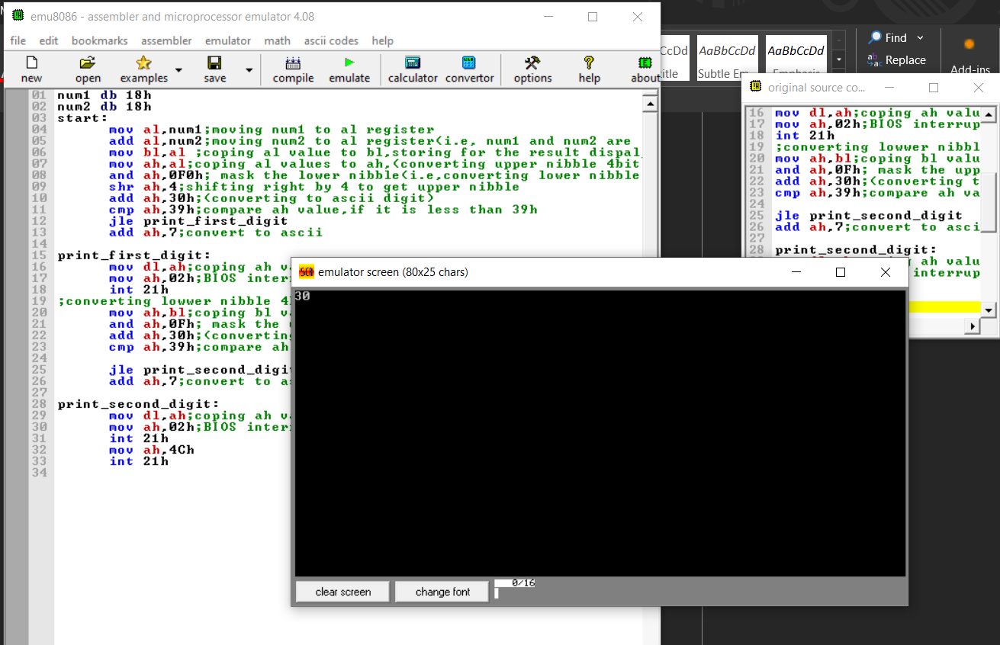 emu8086 - assembler and microprocessor emulator 4.08
file edit bookmarks assembler emulator math ascii codes help
new open examples save compile emulate calculator convertor options help about
01 num1 db 18h
02 num2 db 18h
03 start:
04 mov al,num1;moving num1 to al register
05 add al,num2;moving num2 to al register(i.e, num1 and num2 are
06 mov bl,al ;coping al value to bl,storing for the result dispal
07 mov ah,al;coping al values to ah,(converting upper nibble 4bit
08 and ah,0F0h; mask the lower nibble(i.e,converting lower nibble
09 shr ah,4;shifting right by 4 to get upper nibble
10 add ah,30h;(converting to ascii digit)
11 cmp ah,39h;compare ah value,if it is less than 39h
12 jle print_first_digit
13 add ah,7;convert to ascii
14
15 print_first_digit:
16 mov dl,ah;coping ah v
17 mov ah,02h;BIOS inter
18 int 21h
19 ;converting lowwer nibble 4
20 mov ah,bl;coping bl v
21 and ah,0Fh; mask the
22 add ah,30h;(converting
23 cmp ah,39h;compare ah
24
25 jle print_second_digi
26 add ah,7;convert to a
27
28 print_second_digit:
29 mov dl,ah;coping ah v
30 mov ah,02h;BIOS inter
31 int 21h
32 mov ah,4Ch
33 int 21h
34
emulator screen (80x25 chars)
30
clear screen change font 0/16
CcDd AaBbCcDd AaBbCcDd
itle Subtle Em... Emphasis
Find
Replace
Add-ins
original source co...
16 mov dl,ah;coping ah valu
17 mov ah,02h;BIOS interrup
18 int 21h
19 ;converting lowwer nibbl
20 mov ah,bl;coping bl valu
21 and ah,0Fh; mask the upp
22 add ah,30h;(converting t
23 cmp ah,39h;compare ah va
24
25 jle print_second_digit
26 add ah,7;convert to asci
27
28 print_second_digit:
ah valu
interrup